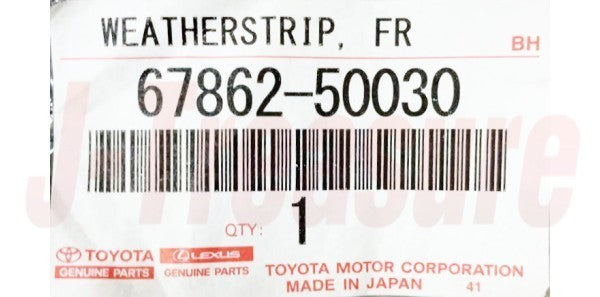 WEATHERSTRIP, FR
BH
67862-50030
J-Treasure
QTY: 1
TOYOTA LEXUS
GENUINE PARTS GENUINE PARTS
TOYOTA MOTOR CORPORATION
MADE IN JAPAN 41